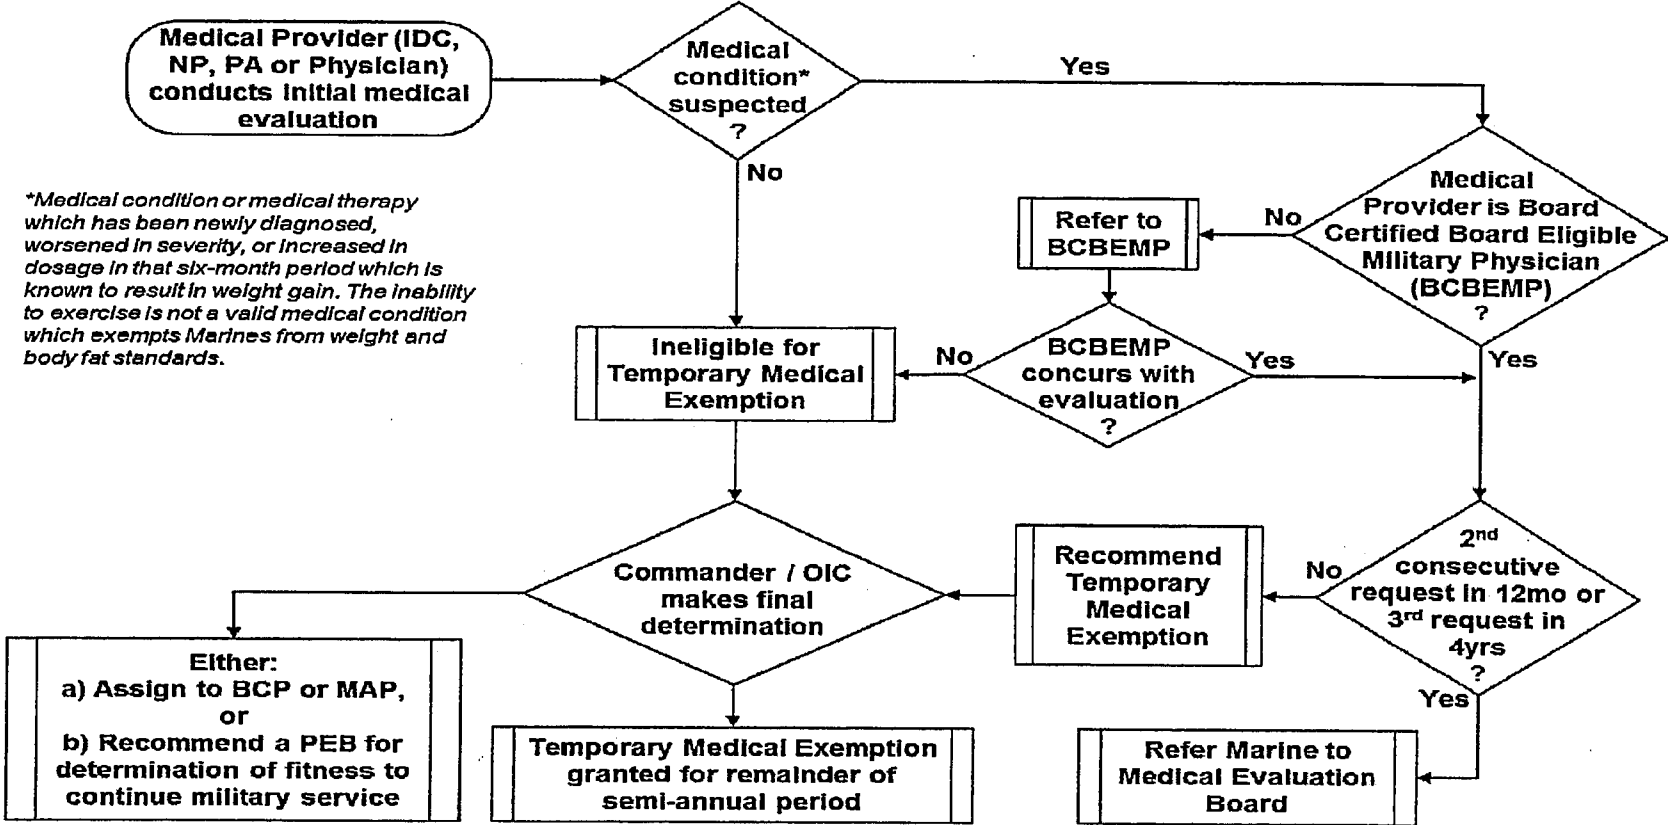 Medical Provider (IDC,
NP, PA or Physician)
conducts initial medical
evaluation
Medical
condition*
suspected
?
Yes
No
*Medical condition or medical therapy
which has been newly diagnosed,
worsened in severity, or increased in
dosage in that six-month period which is
known to result in weight gain. The inability
to exercise is not a valid medical condition
which exempts Marines from weight and
body fat standards.
Medical
Provider is Board
Certified Board Eligible
Military Physician
(BCBEMP)
?
No
Yes
Refer to
BCBEMP
BCBEMP
concurs with
evaluation
?
No
Yes
Ineligible for
Temporary Medical
Exemption
2nd
consecutive
request in 12mo or
3rd request in
4yrs
?
No
Yes
Recommend
Temporary
Medical
Exemption
Commander / OIC
makes final
determination
Either:
a) Assign to BCP or MAP,
or
b) Recommend a PEB for
determination of fitness to
continue military service
Temporary Medical Exemption
granted for remainder of
semi-annual period
Refer Marine to
Medical Evaluation
Board